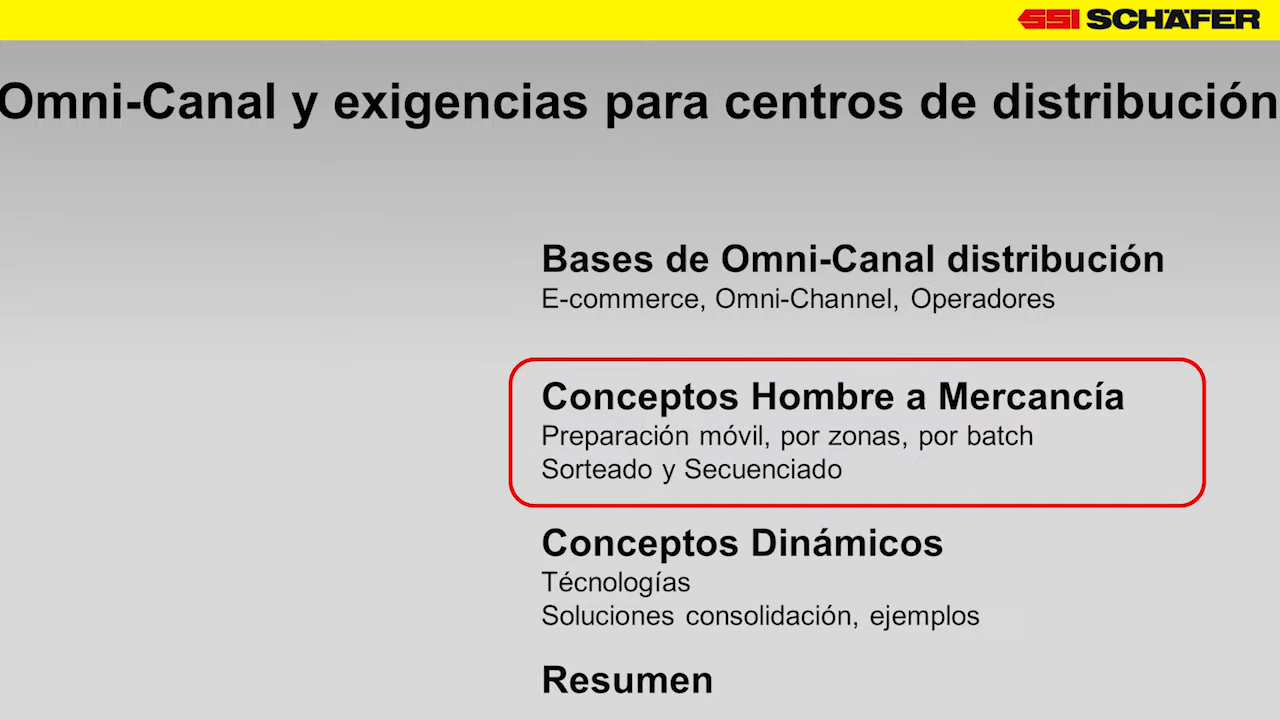 SSI SCHÄFER
Omni-Canal y exigencias para centros de distribución
Bases de Omni-Canal distribución
E-commerce, Omni-Channel, Operadores
Conceptos Hombre a Mercancía
Preparación móvil, por zonas, por batch
Sorteado y Secuenciado
Conceptos Dinámicos
Técnologías
Soluciones consolidación, ejemplos
Resumen